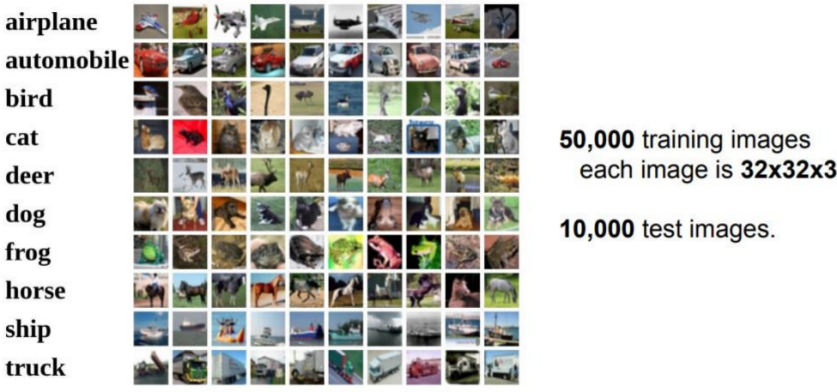 airplane
automobile
bird
cat
deer
dog
frog
horse
ship
truck
50,000 training images
each image is 32x32x3
10,000 test images.